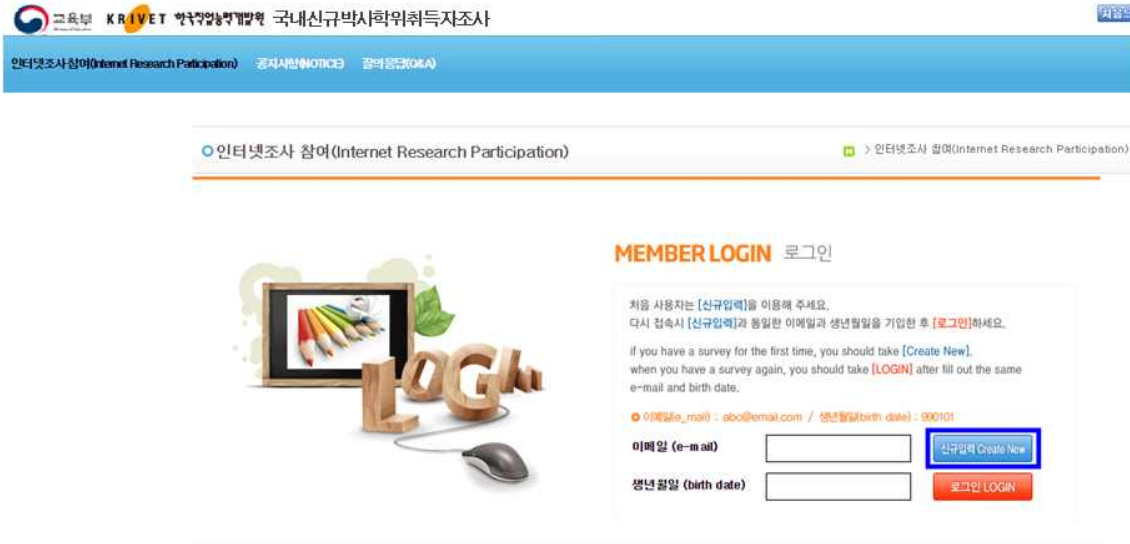 교육부 KRIVET 한국직업능력개발원 국내신규박사학위취득자조사
인터넷조사참여(Internet Research Participation) 공지사항(NOTICE) 질의응답(Q&A)
인터넷조사 참여(Internet Research Participation)
> 인터넷조사 참여(Internet Research Participation)
MEMBER LOGIN 로그인
처음 사용자는 [신규입력]을 이용해 주세요.
다시 접속시 [신규입력]과 동일한 이메일과 생년월일을 기입한 후 [로그인]하세요.
if you have a survey for the first time, you should take [Create New].
when you have a survey again, you should take [LOGIN] after fill out the same
e-mail and birth date.
이메일(e_mail) : abc@email.com / 생년월일(birth date) : 990101
이메일 (e-mail)
신규입력 Create New
생년월일 (birth date)
로그인 LOGIN
LOGIN